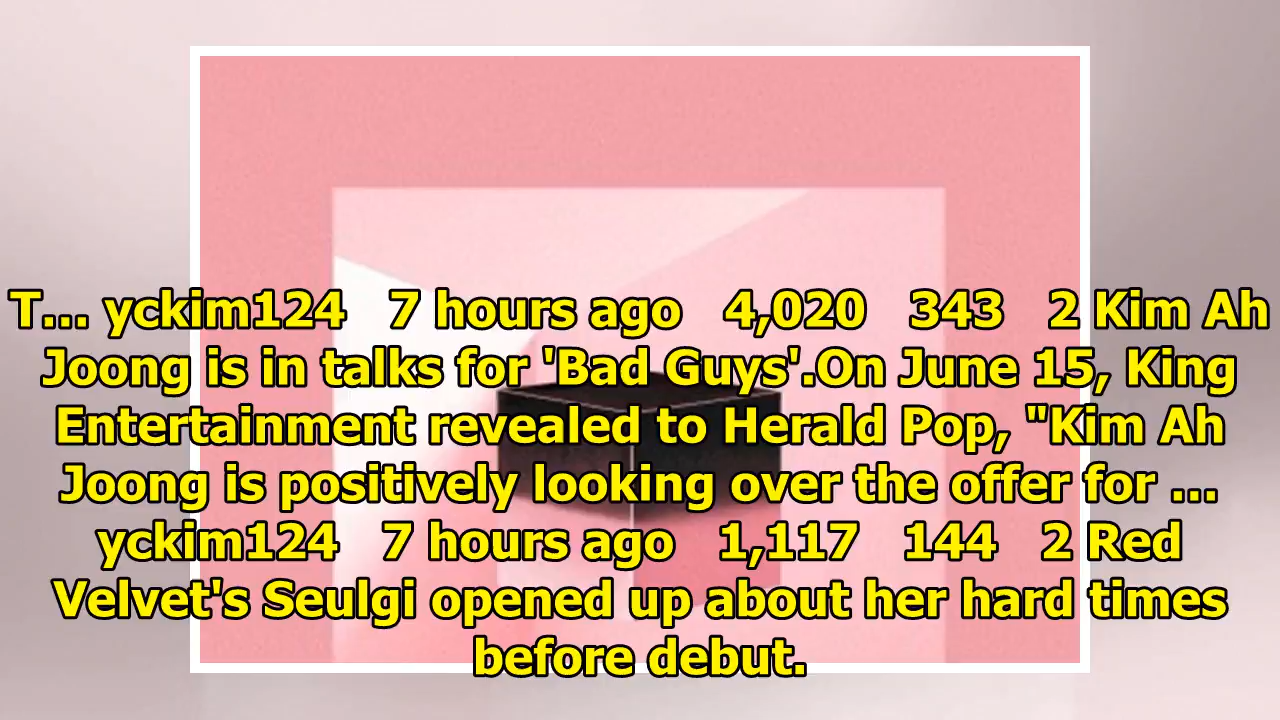 T... yckim124 7 hours ago 4,020 343 2 Kim Ah
Joong is in talks for 'Bad Guys'.On June 15, King
Entertainment revealed to Herald Pop, "Kim Ah
Joong is positively looking over the offer for ...
yckim124 7 hours ago 1,117 144 2 Red
Velvet's Seulgi opened up about her hard times
before debut.